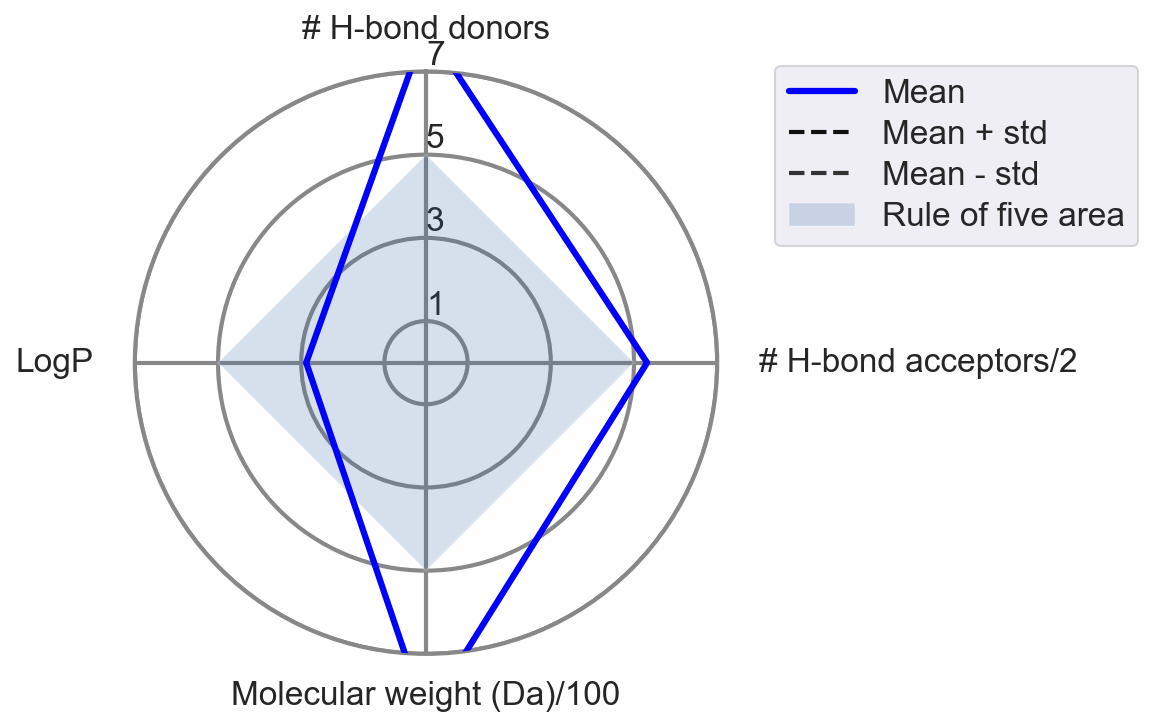 # H-bond donors
7
5
3
1
LogP
# H-bond acceptors/2
Molecular weight (Da)/100
Mean
Mean + std
Mean - std
Rule of five area